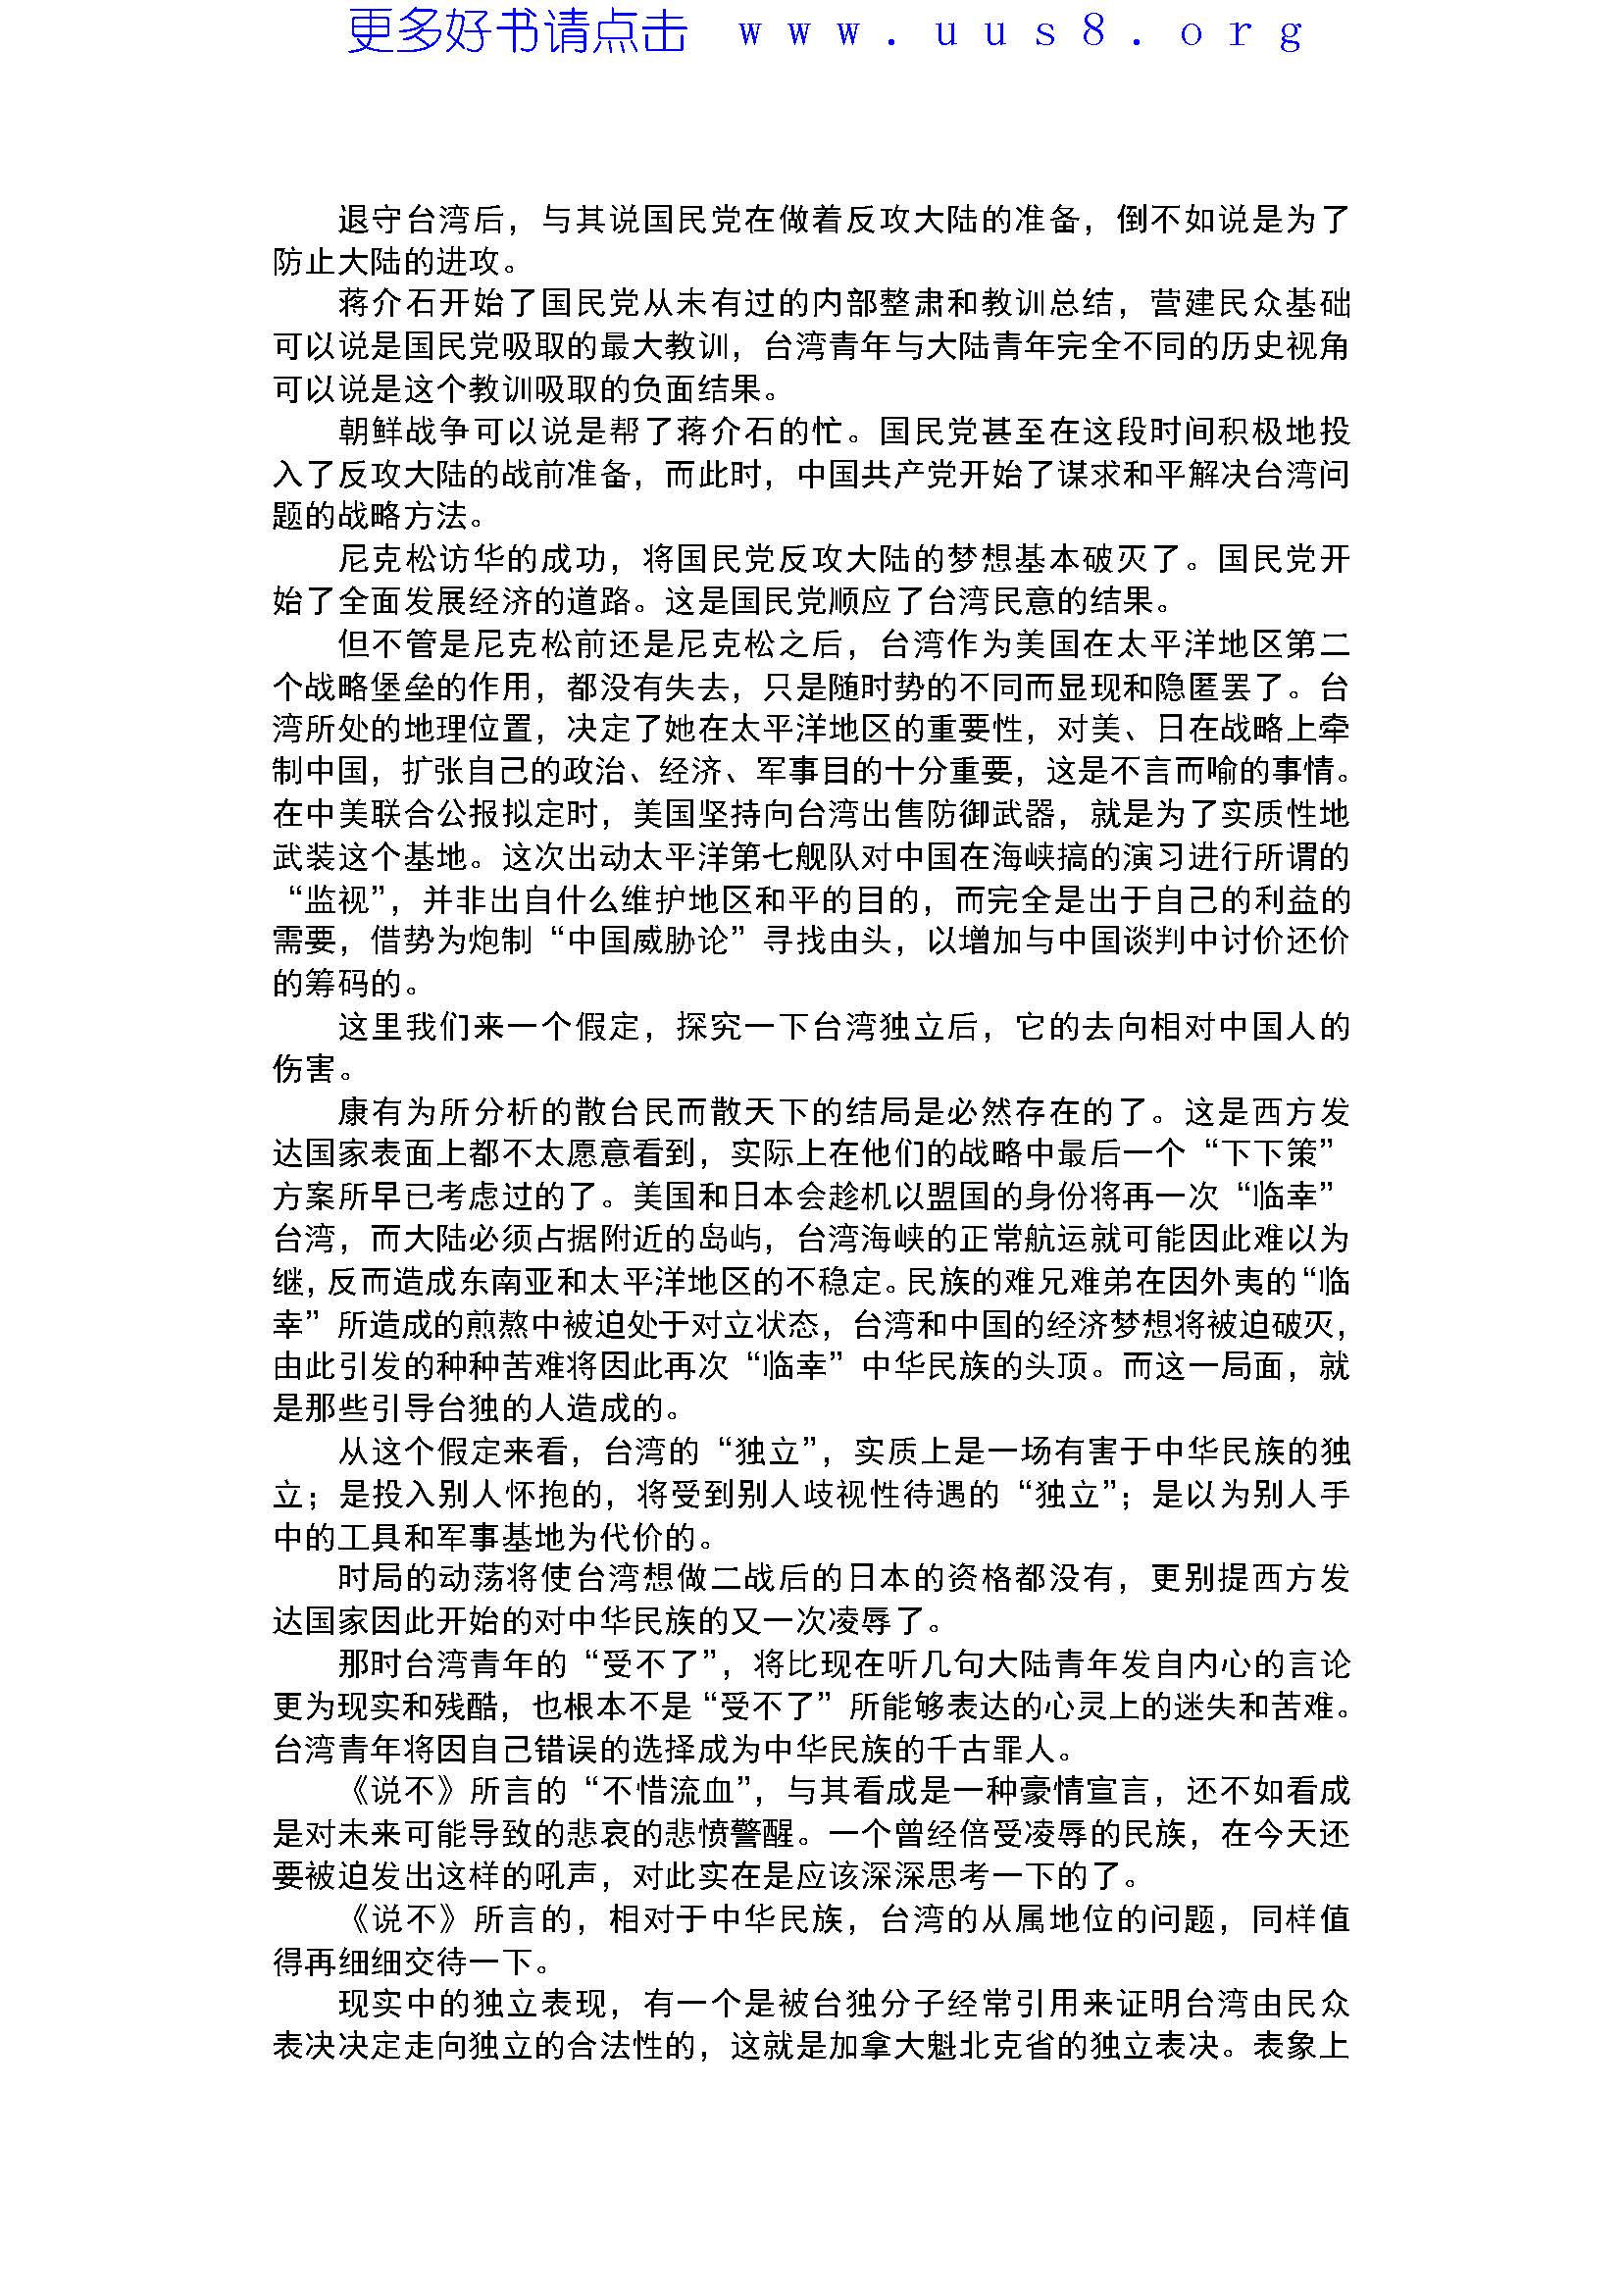 更多好书请点击 www.uus8.org
退守台湾后，与其说国民党在做着反攻大陆的准备，倒不如说是为了
防止大陆的进攻。
蒋介石开始了国民党从未有过的内部整肃和教训总结，营建民众基础
可以说是国民党吸取的最大教训，台湾青年与大陆青年完全不同的历史视角
可以说是这个教训吸取的负面结果。
朝鲜战争可以说是帮了蒋介石的忙。国民党甚至在这段时间积极地投
入了反攻大陆的战前准备，而此时，中国共产党开始了谋求和平解决台湾问
题的战略方法。
尼克松访华的成功，将国民党反攻大陆的梦想基本破灭了。国民党开
始了全面发展经济的道路。这是国民党顺应了台湾民意的结果。
但不管是尼克松前还是尼克松之后，台湾作为美国在太平洋地区第二
个战略堡垒的作用，都没有失去，只是随时势的不同而显现和隐匿罢了。台
湾所处的地理位置，决定了她在太平洋地区的重要性，对美、日在战略上牵
制中国，扩张自己的政治、经济、军事目的十分重要，这是不言而喻的事情。
在中美联合公报拟定时，美国坚持向台湾出售防御武器，就是为了实质性地
武装这个基地。这次出动太平洋第七舰队对中国在海峡搞的演习进行所谓的
“监视”，并非出自什么维护地区和平的目的，而完全是出于自己的利益的
需要，借势为炮制“中国威胁论”寻找由头，以增加与中国谈判中讨价还价
的筹码的。
这里我们来一个假定，探究一下台湾独立后，它的去向相对中国人的
伤害。
康有为所分析的散台民而散天下的结局是必然存在的了。这是西方发
达国家表面上都不太愿意看到，实际上在他们的战略中最后一个“下下策”
方案所早已考虑过的了。美国和日本会趁机以盟国的身份将再一次“临幸”
台湾，而大陆必须占据附近的岛屿，台湾海峡的正常航运就可能因此难以为
继，反而造成东南亚和太平洋地区的不稳定。民族的难兄难弟在因外夷的“临
幸”所造成的煎熬中被迫处于对立状态，台湾和中国的经济梦想将被迫破灭，
由此引发的种种苦难将因此再次“临幸”中华民族的头顶。而这一局面，就
是那些引导台独的人造成的。
从这个假定来看，台湾的“独立”，实质上是一场有害于中华民族的独
立；是投入别人怀抱的，将受到别人歧视性待遇的“独立”；是以为别人手
中的工具和军事基地为代价的。
时局的动荡将使台湾想做二战后的日本的资格都没有，更别提西方发
达国家因此开始的对中华民族的又一次凌辱了。
那时台湾青年的“受不了”，将比现在听几句大陆青年发自内心的言论
更为现实和残酷，也根本不是“受不了”所能够表达的心灵上的迷失和苦难。
台湾青年将因自己错误的选择成为中华民族的千古罪人。
《说不》所言的“不惜流血”，与其看成是一种豪情宣言，还不如看成
是对未来可能导致的悲哀的悲愤警醒。一个曾经倍受凌辱的民族，在今天还
要被迫发出这样的吼声，对此实在是应该深深思考一下的了。
《说不》所言的，相对于中华民族，台湾的从属地位的问题，同样值
得再细细交待一下。
现实中的独立表现，有一个是被台独分子经常引用来证明台湾由民众
表决决定走向独立的合法性的，这就是加拿大魁北克省的独立表决。表象上